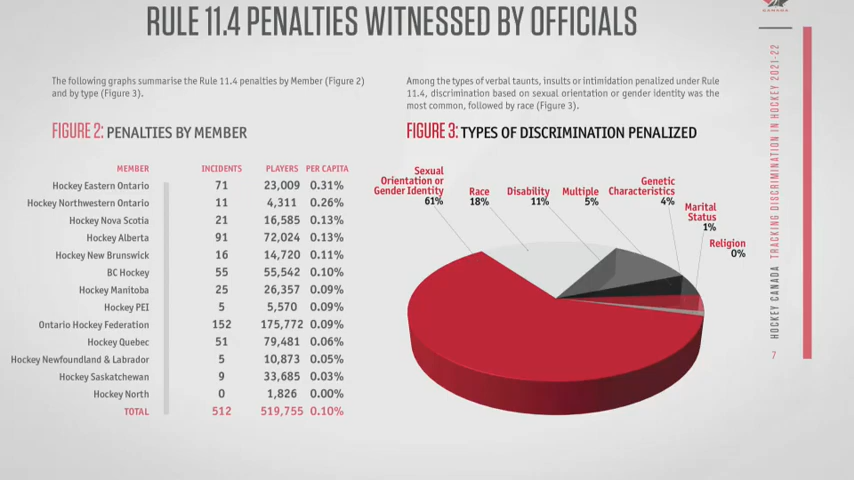 RULE 11.4 PENALTIES WITNESSED BY OFFICIALS
CANADA
The following graphs summarise the Rule 11.4 penalties by Member (Figure 2)
and by type (Figure 3).
FIGURE 2: PENALTIES BY MEMBER
MEMBER INCIDENTS PLAYERS PER CAPITA
Hockey Eastern Ontario 71 23,009 0.31%
Hockey Northwestern Ontario 11 4,311 0.26%
Hockey Nova Scotia 21 16,585 0.13%
Hockey Alberta 91 72,024 0.13%
Hockey New Brunswick 16 14,720 0.11%
BC Hockey 55 55,542 0.10%
Hockey Manitoba 25 26,357 0.09%
Hockey PEI 5 5,570 0.09%
Ontario Hockey Federation 152 175,772 0.09%
Hockey Quebec 51 79,481 0.06%
Hockey Newfoundland & Labrador 5 10,873 0.05%
Hockey Saskatchewan 9 33,685 0.03%
Hockey North 0 1,826 0.00%
TOTAL 512 519,755 0.10%
Among the types of verbal taunts, insults or intimidation penalized under Rule
11.4, discrimination based on sexual orientation or gender identity was the
most common, followed by race (Figure 3).
FIGURE 3: TYPES OF DISCRIMINATION PENALIZED
Sexual
Orientation or
Gender Identity
61%
Race
18%
Disability
11%
Multiple
5%
Genetic
Characteristics
4%
Marital
Status
1%
Religion
0%
HOCKEY CANADA TRACKING DISCRIMINATION IN HOCKEY 2021-22
7